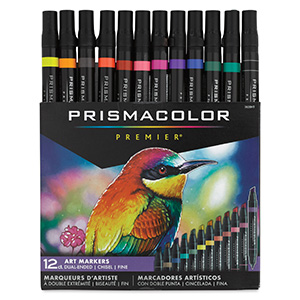 PRISMACOLOR
PREMIER®
12 ct. ART MARKERS
DUAL-ENDED | CHISEL | FINE
MARQUEURS D'ARTISTE
À DOUBLE EXTRÉMITÉ | BISEAUTÉ | FIN
MARCADORES ARTÍSTICOS
CON DOBLE PUNTA | CINCELADA | FINA